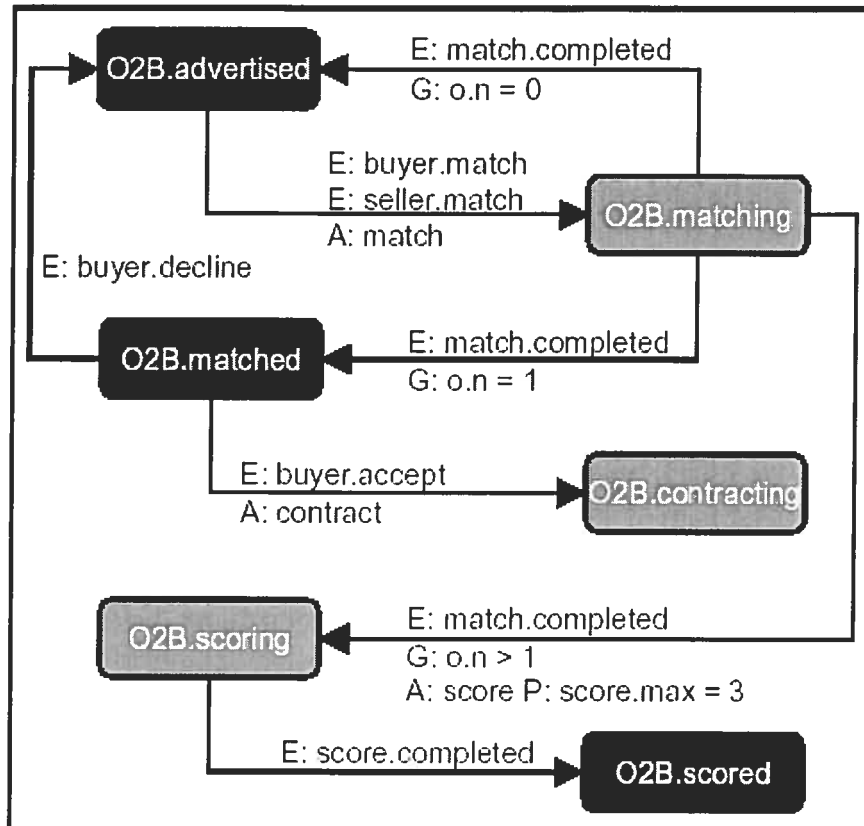 O2B.advertised
E: match.completed
G: o.n = 0
E: buyer.match
E: seller.match
A: match
O2B.matching
E: buyer.decline
O2B.matched
E: match.completed
G: o.n = 1
E: buyer.accept
A: contract
O2B.contracting
O2B.scoring
E: match.completed
G: o.n > 1
A: score P: score.max = 3
E: score.completed
O2B.scored